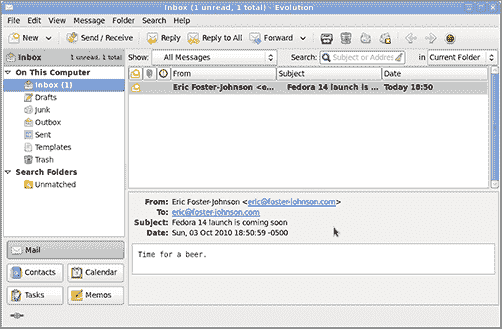 Inbox (1 unread, 1 total) - Evolution
File Edit View Message Folder Search Help
New Send / Receive Reply Reply to All Forward
Inbox 1 unread, 1 total
Show: All Messages Search: Subject or Addres in Current Folder
On This Computer
Inbox (1)
Drafts
Junk
Outbox
Sent
Templates
Trash
Search Folders
Unmatched
From Subject Date
Eric Foster-Johnson <e... Fedora 14 launch is ... Today 18:50
From: Eric Foster-Johnson <eric@foster-johnson.com>
To: eric@foster-johnson.com
Subject: Fedora 14 launch is coming soon
Date: Sun, 03 Oct 2010 18:50:59 -0500
Time for a beer.
Mail
Contacts Calendar
Tasks Memos